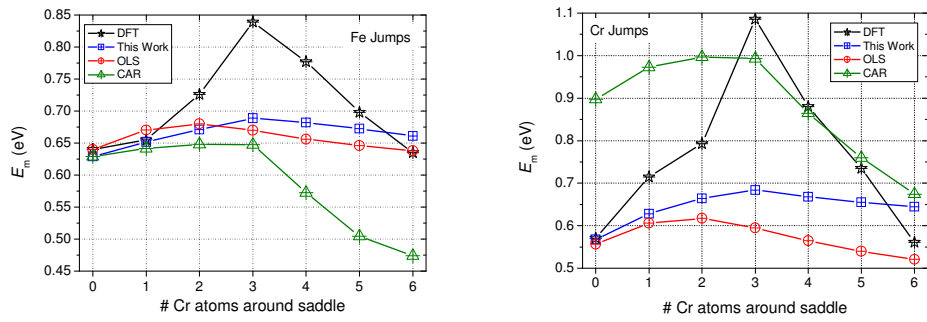 Fe Jumps
DFT
This Work
OLS
CAR
0.85
0.80
0.75
0.70
0.65
0.60
0.55
0.50
0.45
E_m (eV)
0 1 2 3 4 5 6
# Cr atoms around saddle
Cr Jumps
DFT
This Work
OLS
CAR
1.1
1.0
0.9
0.8
0.7
0.6
0.5
E_m (eV)
0 1 2 3 4 5 6
# Cr atoms around saddle